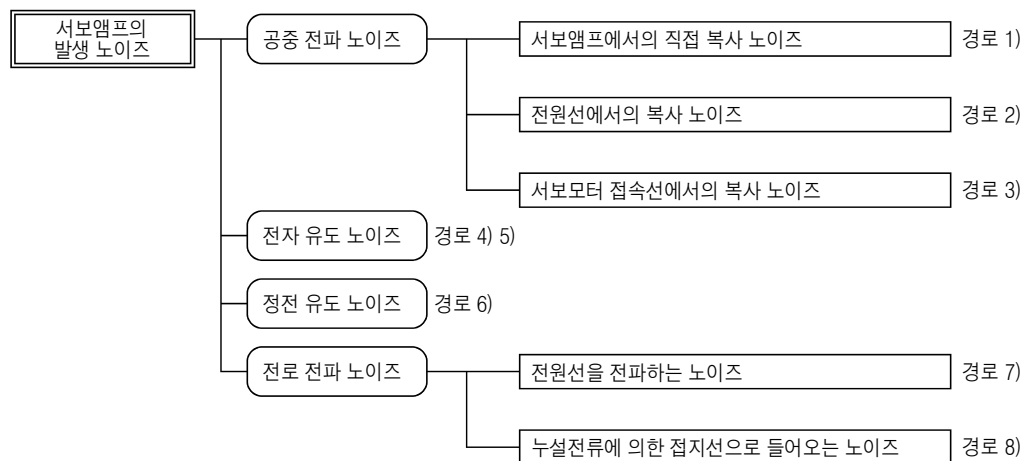 서보앰프의
발생 노이즈
공중 전파 노이즈
서보앰프에서의 직접 복사 노이즈
경로 1)
전원선에서의 복사 노이즈
경로 2)
서보모터 접속선에서의 복사 노이즈
경로 3)
전자 유도 노이즈
경로 4) 5)
정전 유도 노이즈
경로 6)
전로 전파 노이즈
전원선을 전파하는 노이즈
경로 7)
누설전류에 의한 접지선으로 들어오는 노이즈
경로 8)